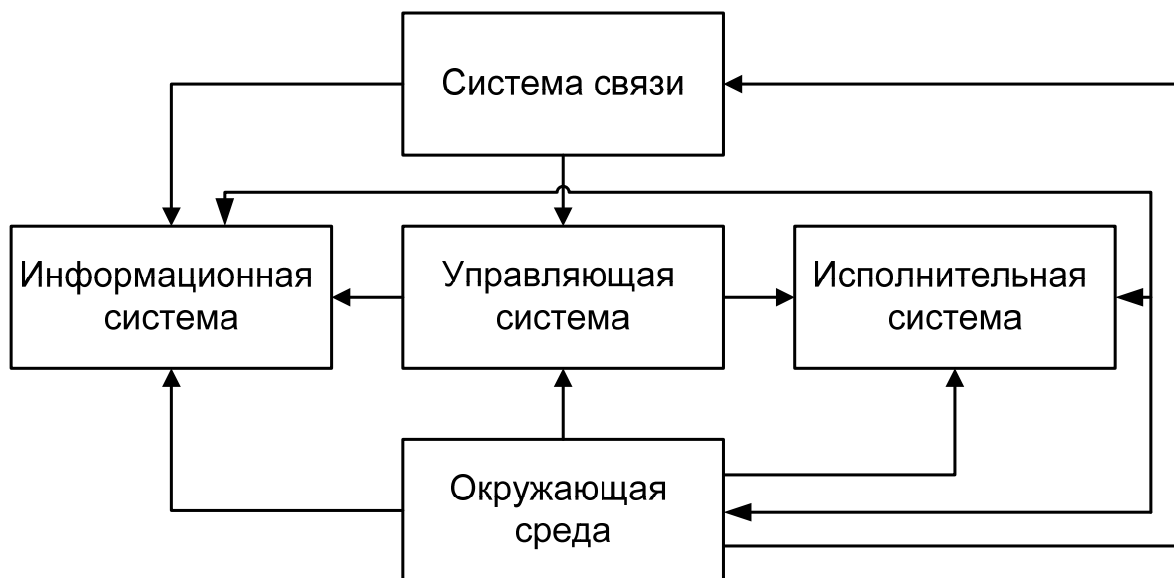 Система связи
Информационная
система
Управляющая
система
Исполнительная
система
Окружающая
среда